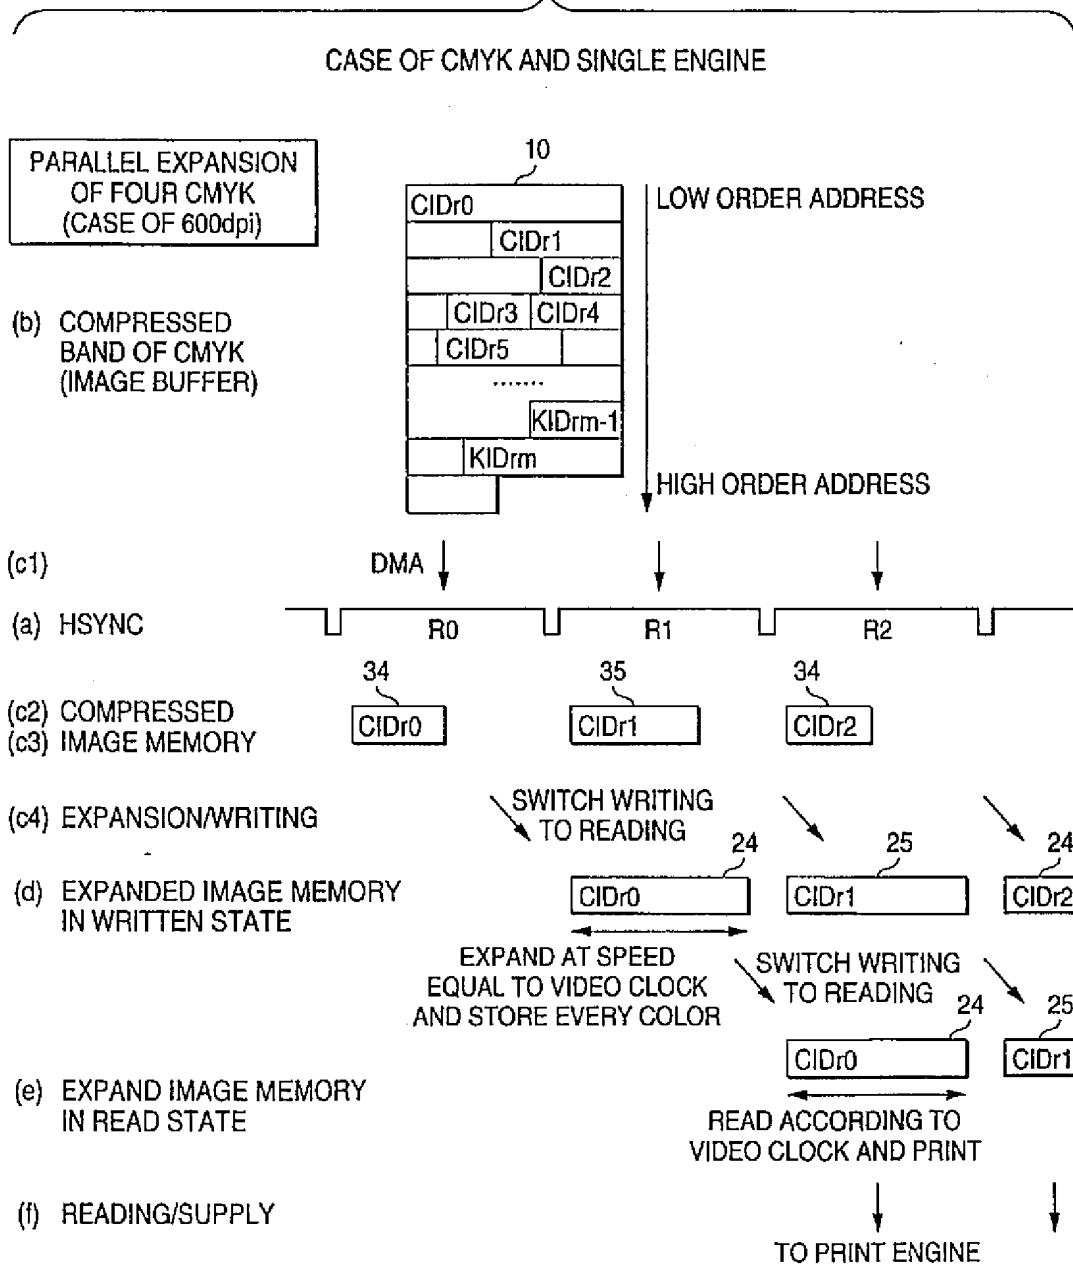 CASE OF CMYK AND SINGLE ENGINE
PARALLEL EXPANSION
OF FOUR CMYK
(CASE OF 600dpi)
10
LOW ORDER ADDRESS
CIDr0
CIDr1
CIDr2
CIDr3 CIDr4
CIDr5
.......
KIDrm-1
KIDrm
HIGH ORDER ADDRESS
(b) COMPRESSED
BAND OF CMYK
(IMAGE BUFFER)
(c1) DMA
(a) HSYNC R0 R1 R2
34 35 34
(c2) COMPRESSED
(c3) IMAGE MEMORY
CIDr0 CIDr1 CIDr2
(c4) EXPANSION/WRITING
SWITCH WRITING
TO READING
24 25 24
(d) EXPANDED IMAGE MEMORY
IN WRITTEN STATE
CIDr0 CIDr1 CIDr2
EXPAND AT SPEED
EQUAL TO VIDEO CLOCK
AND STORE EVERY COLOR
SWITCH WRITING
TO READING
24 25
CIDr0 CIDr1
(e) EXPAND IMAGE MEMORY
IN READ STATE
READ ACCORDING TO
VIDEO CLOCK AND PRINT
(f) READING/SUPPLY
TO PRINT ENGINE